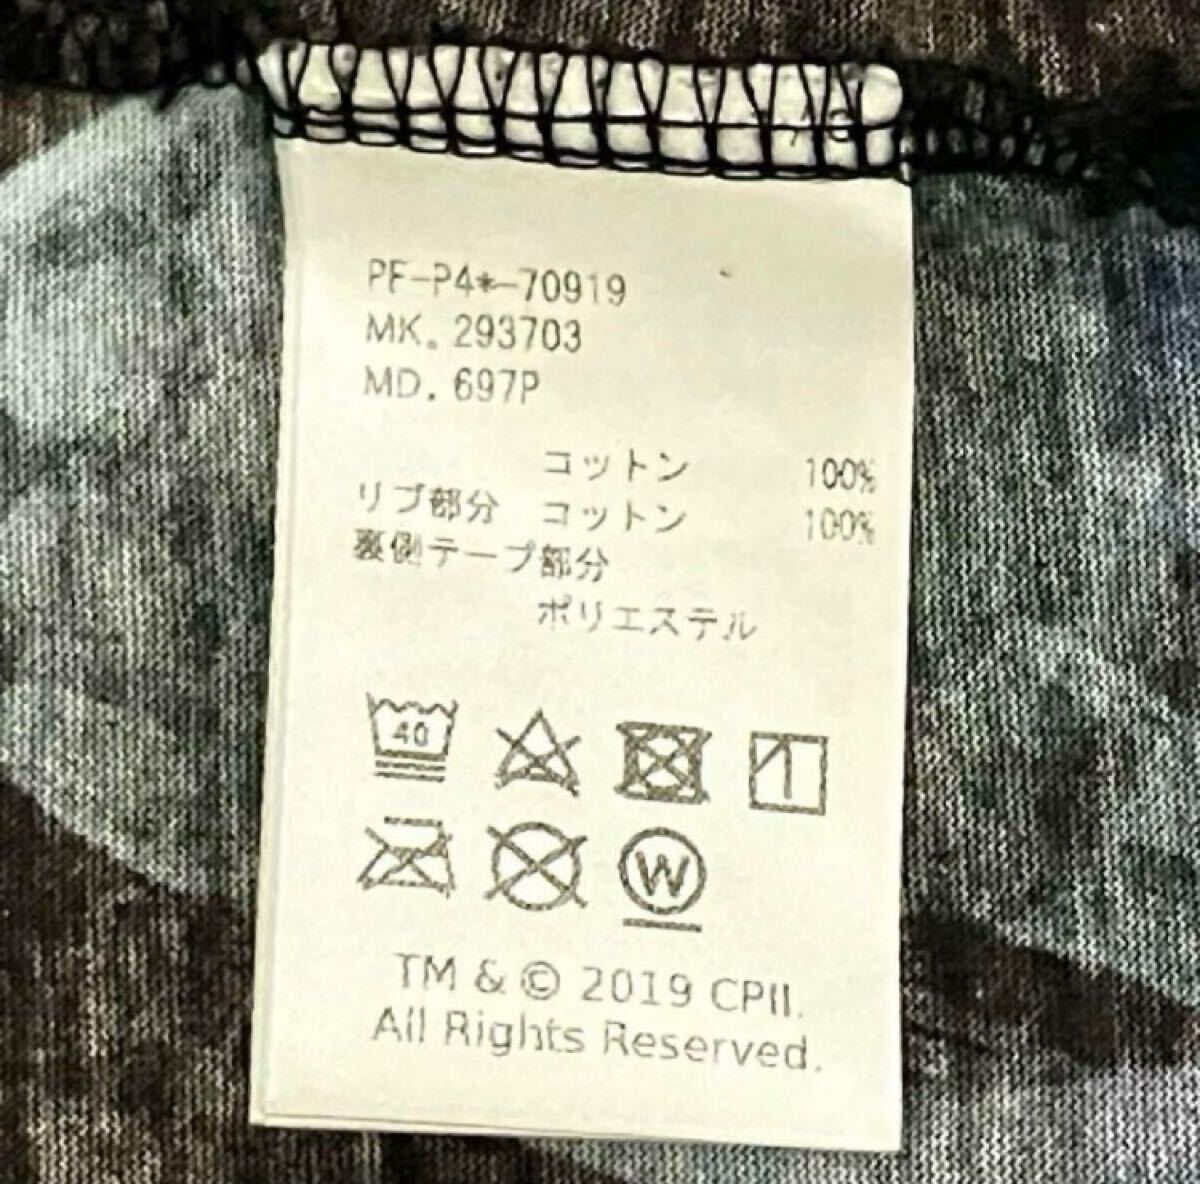 PF-P4*-70919
MK. 293703
MD. 697P
コットン 100%
リブ部分 コットン 100%
裏側テープ部分
ポリエステル
40
W
TM & © 2019 CPII.
All Rights Reserved.